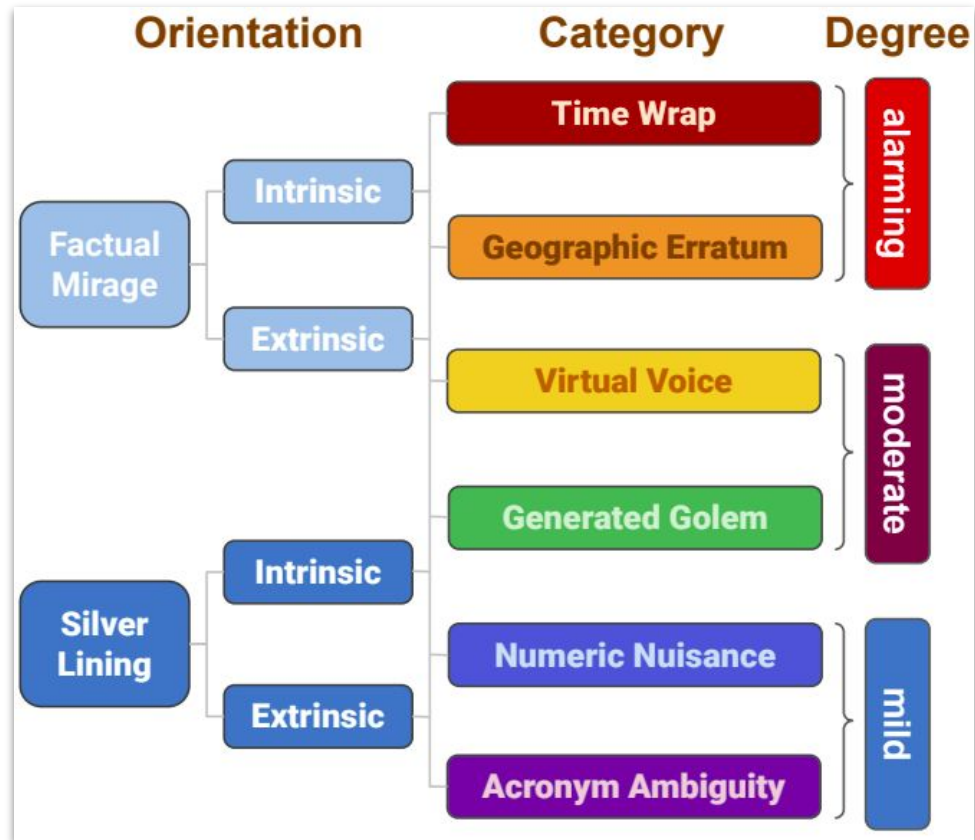 Orientation
Category
Degree
Factual
Mirage
Intrinsic
Extrinsic
Silver
Lining
Intrinsic
Extrinsic
Time Wrap
Geographic Erratum
Virtual Voice
Generated Golem
Numeric Nuisance
Acronym Ambiguity
alarming
moderate
mild